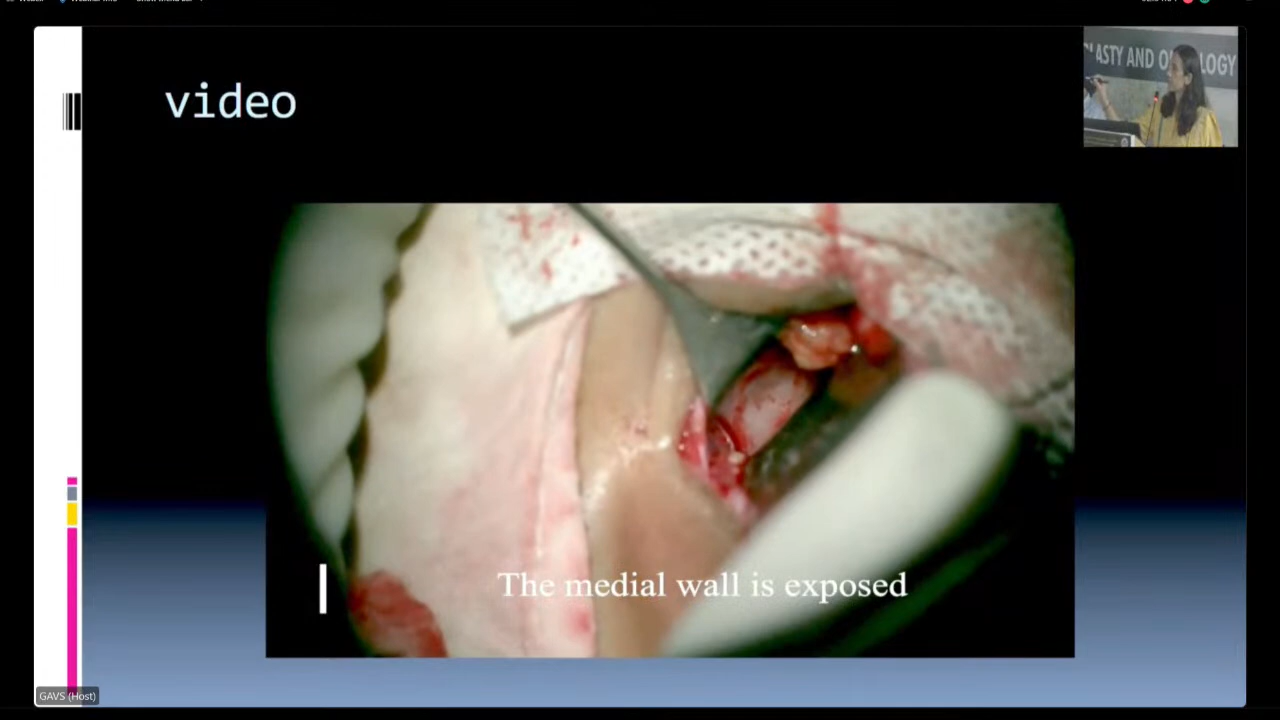 video
ASTY AND O
LOGY
The medial wall is exposed
GAVS (Host)